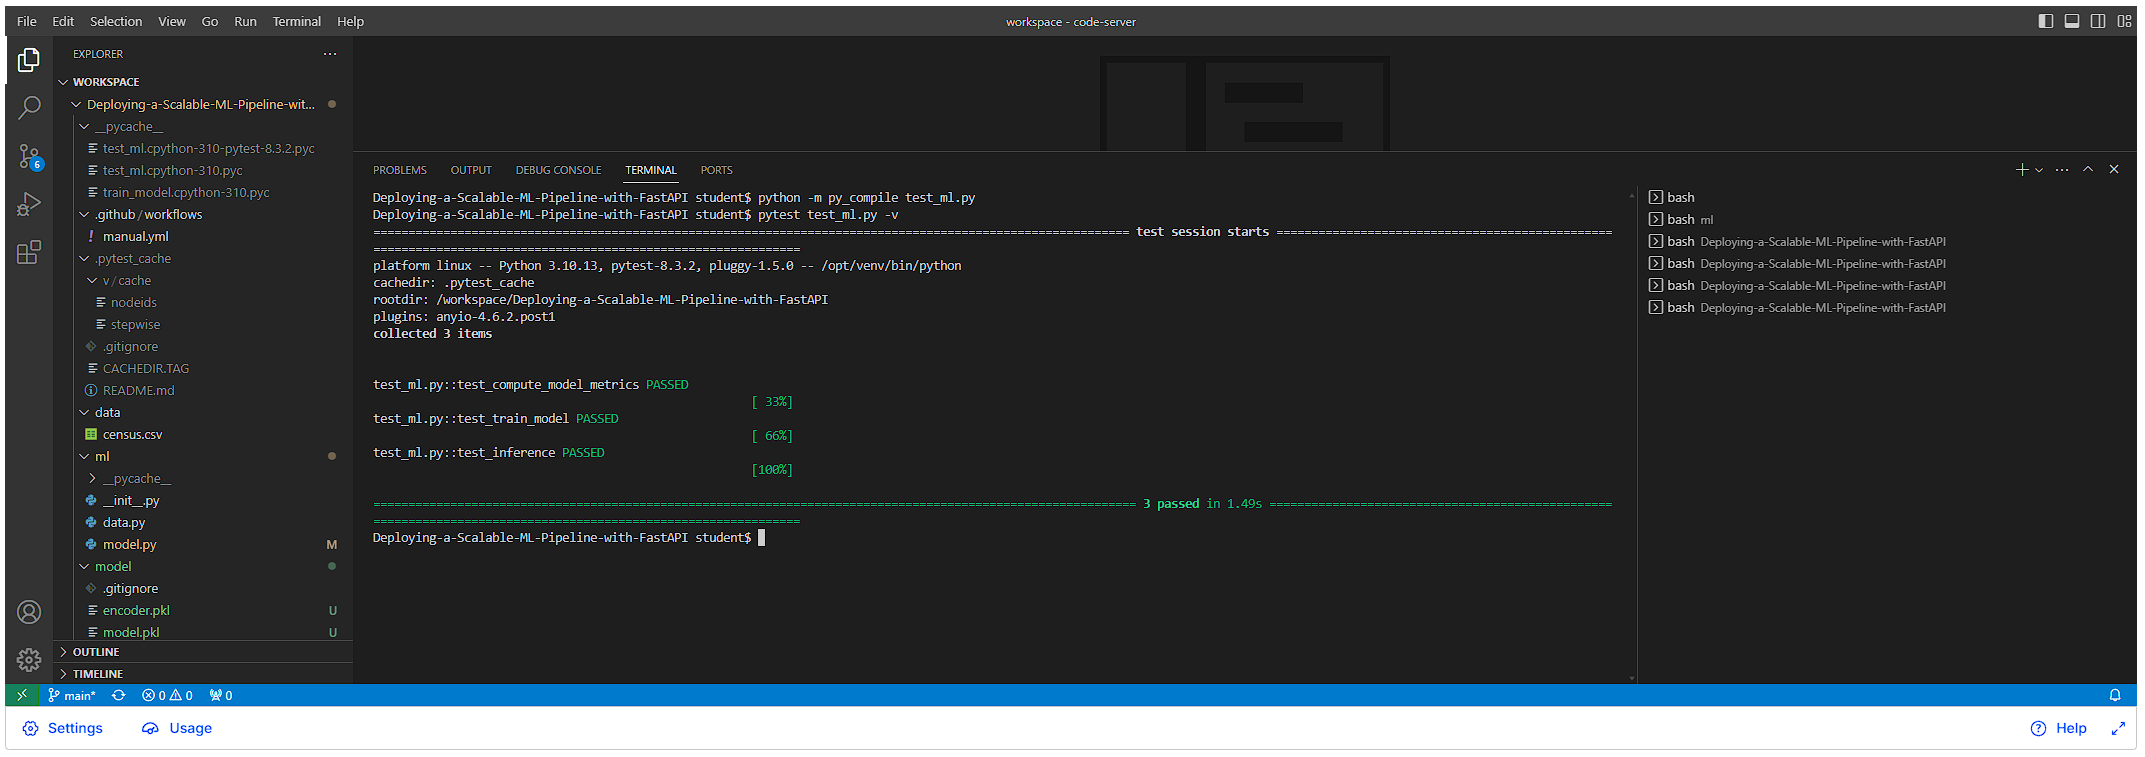 File Edit Selection View Go Run Terminal Help
workspace - code-server
EXPLORER
WORKSPACE
Deploying-a-Scalable-ML-Pipeline-wit...
__pycache__
test_ml.cpython-310-pytest-8.3.2.pyc
test_ml.cpython-310.pyc
train_model.cpython-310.pyc
.github/workflows
! manual.yml
.pytest_cache
v/cache
nodeids
stepwise
.gitignore
CACHEDIR.TAG
README.md
data
census.csv
ml
__pycache__
__init__.py
data.py
model.py M
model
.gitignore
encoder.pkl U
model.pkl U
OUTLINE
TIMELINE
6
PROBLEMS OUTPUT DEBUG CONSOLE TERMINAL PORTS
Deploying-a-Scalable-ML-Pipeline-with-FastAPI student$ python -m py_compile test_ml.py
Deploying-a-Scalable-ML-Pipeline-with-FastAPI student$ pytest test_ml.py -v
test session starts
platform linux -- Python 3.10.13, pytest-8.3.2, pluggy-1.5.0 -- /opt/venv/bin/python
cachedir: .pytest_cache
rootdir: /workspace/Deploying-a-Scalable-ML-Pipeline-with-FastAPI
plugins: anyio-4.6.2.post1
collected 3 items
test_ml.py::test_compute_model_metrics PASSED
[ 33%]
test_ml.py::test_train_model PASSED
[ 66%]
test_ml.py::test_inference PASSED
[100%]
3 passed in 1.49s
Deploying-a-Scalable-ML-Pipeline-with-FastAPI student$
bash
bash ml
bash Deploying-a-Scalable-ML-Pipeline-with-FastAPI
bash Deploying-a-Scalable-ML-Pipeline-with-FastAPI
bash Deploying-a-Scalable-ML-Pipeline-with-FastAPI
bash Deploying-a-Scalable-ML-Pipeline-with-FastAPI
main* 0 0 0
Settings Usage Help